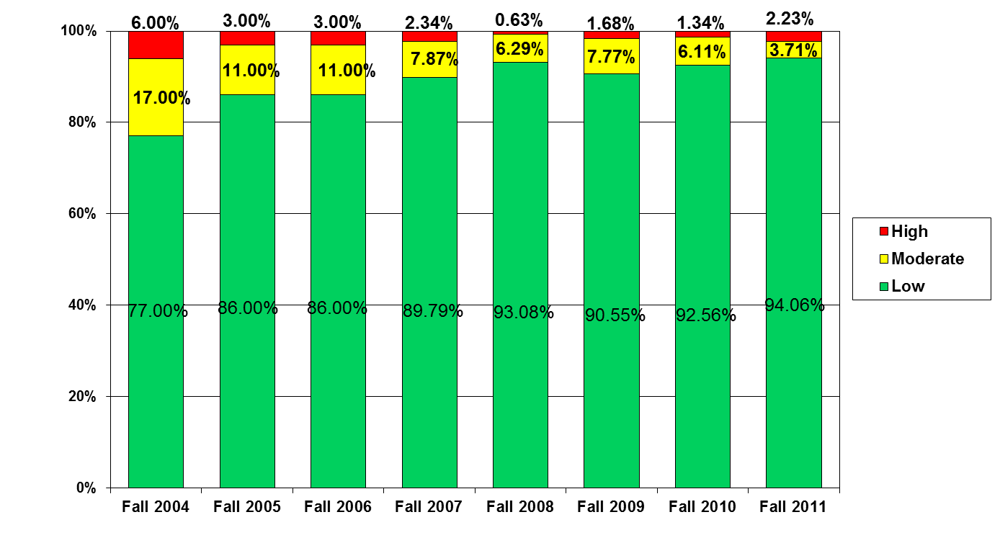 6.00% 3.00% 3.00% 2.34% 0.63% 1.68% 1.34% 2.23%
100%
17.00% 11.00% 11.00% 7.87% 6.29% 7.77% 6.11% 3.71%
80%
60%
High
Moderate
Low
40%
77.00% 86.00% 86.00% 89.79% 93.08% 90.55% 92.56% 94.06%
20%
0%
Fall 2004 Fall 2005 Fall 2006 Fall 2007 Fall 2008 Fall 2009 Fall 2010 Fall 2011